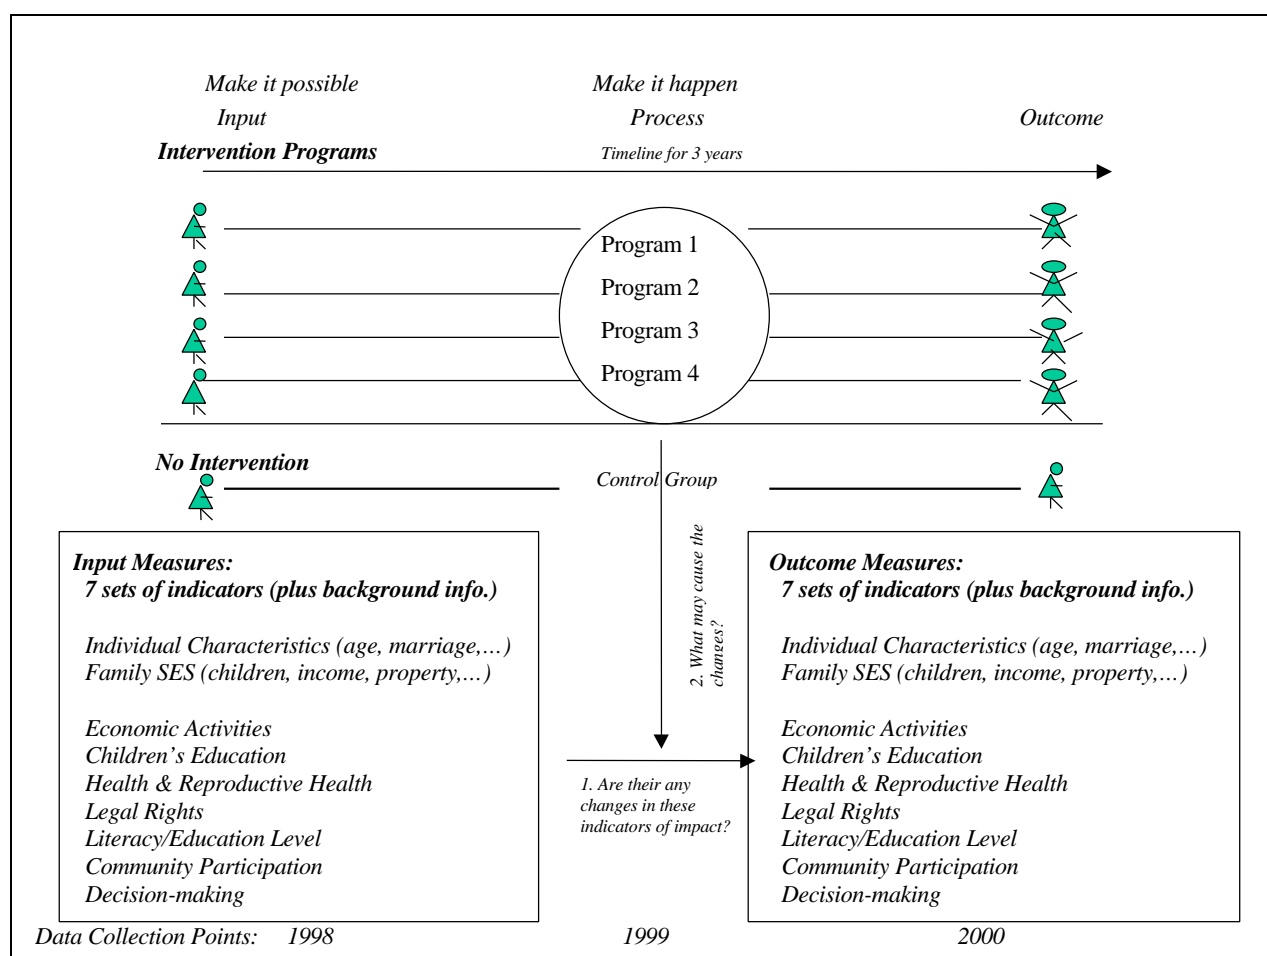 Make it possible
Make it happen
Input
Process
Outcome
Intervention Programs
Timeline for 3 years
Program 1
Program 2
Program 3
Program 4
No Intervention
Control Group
Input Measures:
7 sets of indicators (plus background info.)
Individual Characteristics (age, marriage,…)
Family SES (children, income, property,…)
Economic Activities
Children’s Education
Health & Reproductive Health
Legal Rights
Literacy/Education Level
Community Participation
Decision-making
2. What may cause the
changes?
1. Are their any
changes in these
indicators of impact?
Outcome Measures:
7 sets of indicators (plus background info.)
Individual Characteristics (age, marriage,…)
Family SES (children, income, property,…)
Economic Activities
Children’s Education
Health & Reproductive Health
Legal Rights
Literacy/Education Level
Community Participation
Decision-making
Data Collection Points: 1998 1999 2000